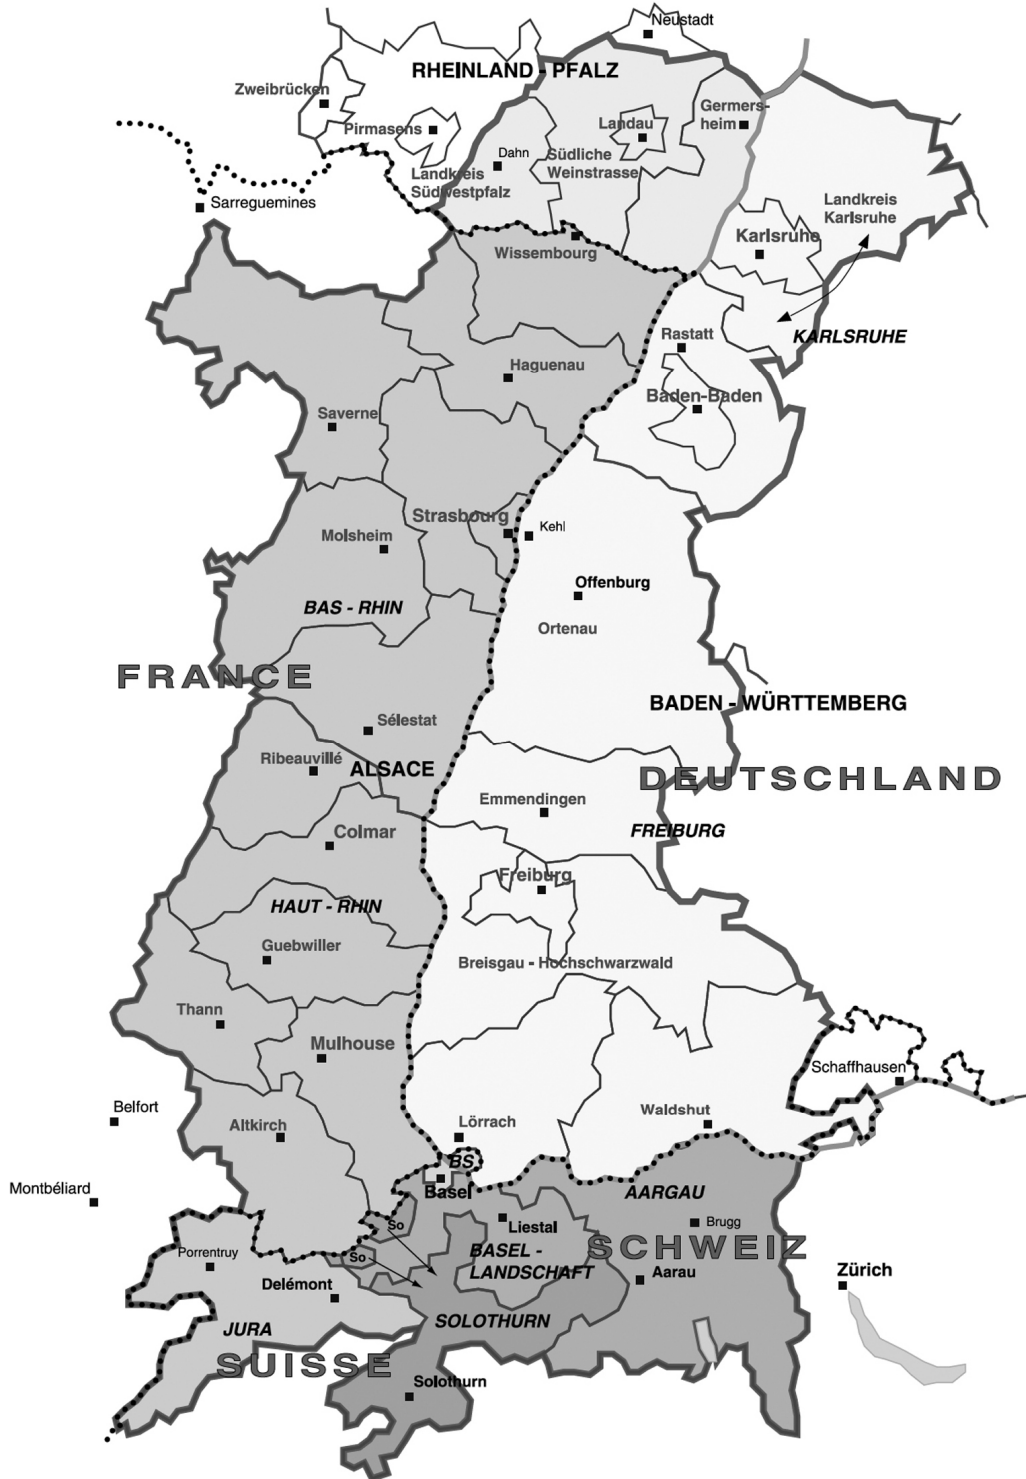 Neustadt
RHEINLAND - PFALZ
Zweibrücken
Germers-
heim
Pirmasens
Landau
Dahn
Südliche
Weinstrasse
Landkreis
Südwestpfalz
Landkreis
Karlsruhe
Sarreguemines
Karlsruhe
Wissembourg
Rastatt
KARLSRUHE
Haguenau
Baden-Baden
Saverne
Strasbourg
Kehl
Molsheim
Offenburg
BAS - RHIN
Ortenau
FRANCE
BADEN - WÜRTTEMBERG
Sélestat
Ribeauvillé
ALSACE
DEUTSCHLAND
Emmendingen
Colmar
FREIBURG
Freiburg
HAUT - RHIN
Guebwiller
Breisgau - Hochschwarzwald
Thann
Mulhouse
Schaffhausen
Belfort
Waldshut
Altkirch
Lörrach
BS
Montbéliard
Basel
AARGAU
So
Liestal
Brugg
Porrentruy
So
BASEL -
LANDSCHAFT
SCHWEIZ
Delémont
Aarau
Zürich
JURA
SOLOTHURN
SUISSE
Solothurn